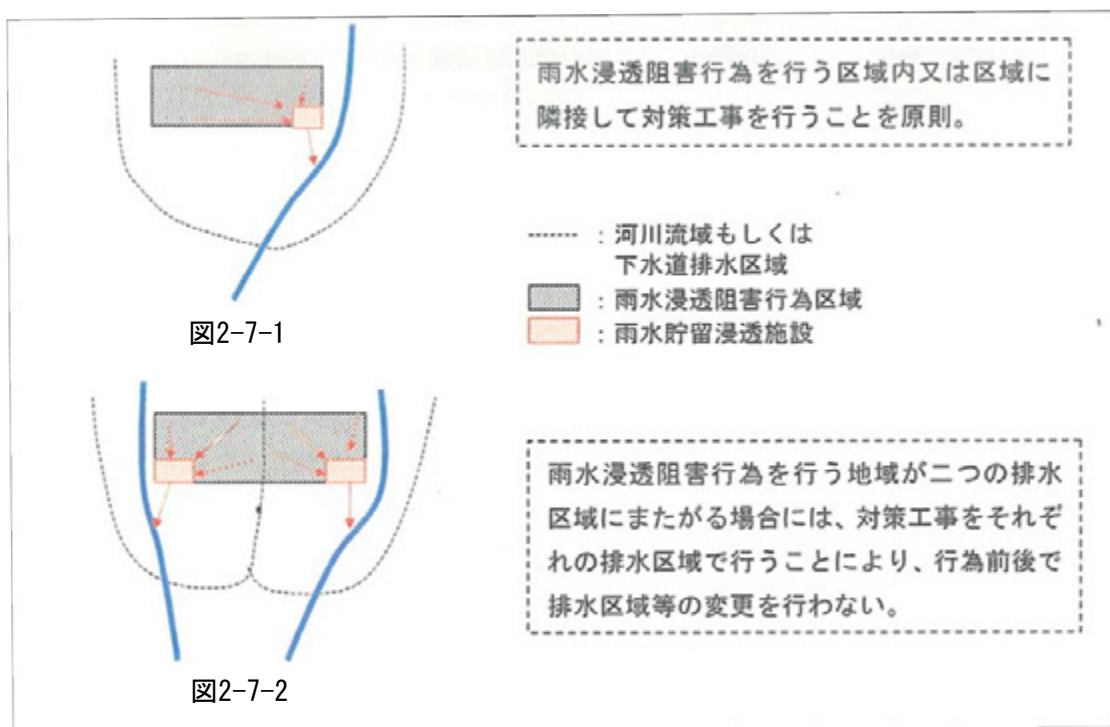 雨水浸透阻害行為を行う区域内又は区域に
隣接して対策工事を行うことを原則。
：河川流域もしくは
下水道排水区域
：雨水浸透阻害行為区域
：雨水貯留浸透施設
図2-7-1
雨水浸透阻害行為を行う地域が二つの排水
区域にまたがる場合には、対策工事をそれぞ
れの排水区域で行うことにより、行為前後で
排水区域等の変更を行わない。
図2-7-2